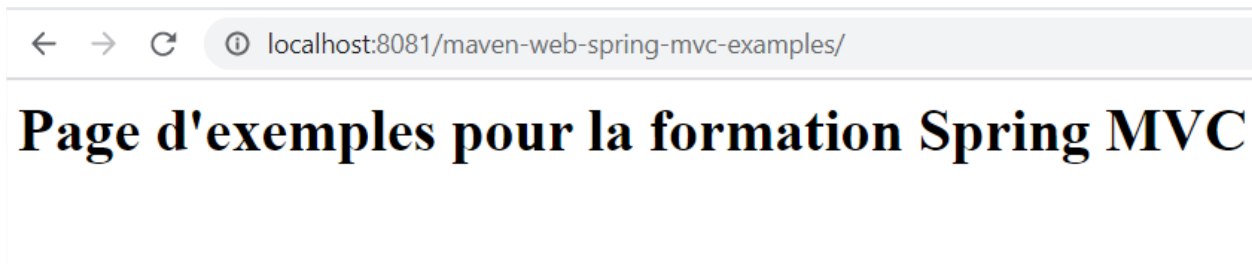 localhost:8081/maven-web-spring-mvc-examples/
Page d'exemples pour la formation Spring MVC